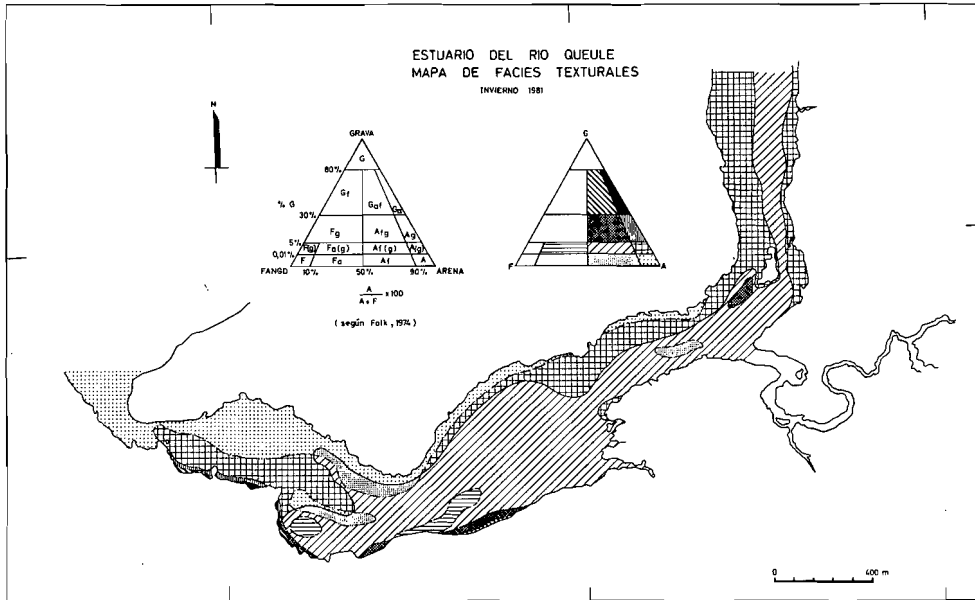 ESTUARIO DEL RIO QUEULE
MAPA DE FACIES TEXTURALES
INVIERNO 1981
N
GRAVA
G
80%
Gf
Gaf
Ga
% G
30%
Fg
Afg
Ag
5%
F(g)
Fa(g)
Af(g)
A(g)
0,01%
F
Fa
Af
A
FANGO
10%
50%
90%
ARENA
A
A+F
x100
(según Folk, 1974)
G
F
A
0
400 m